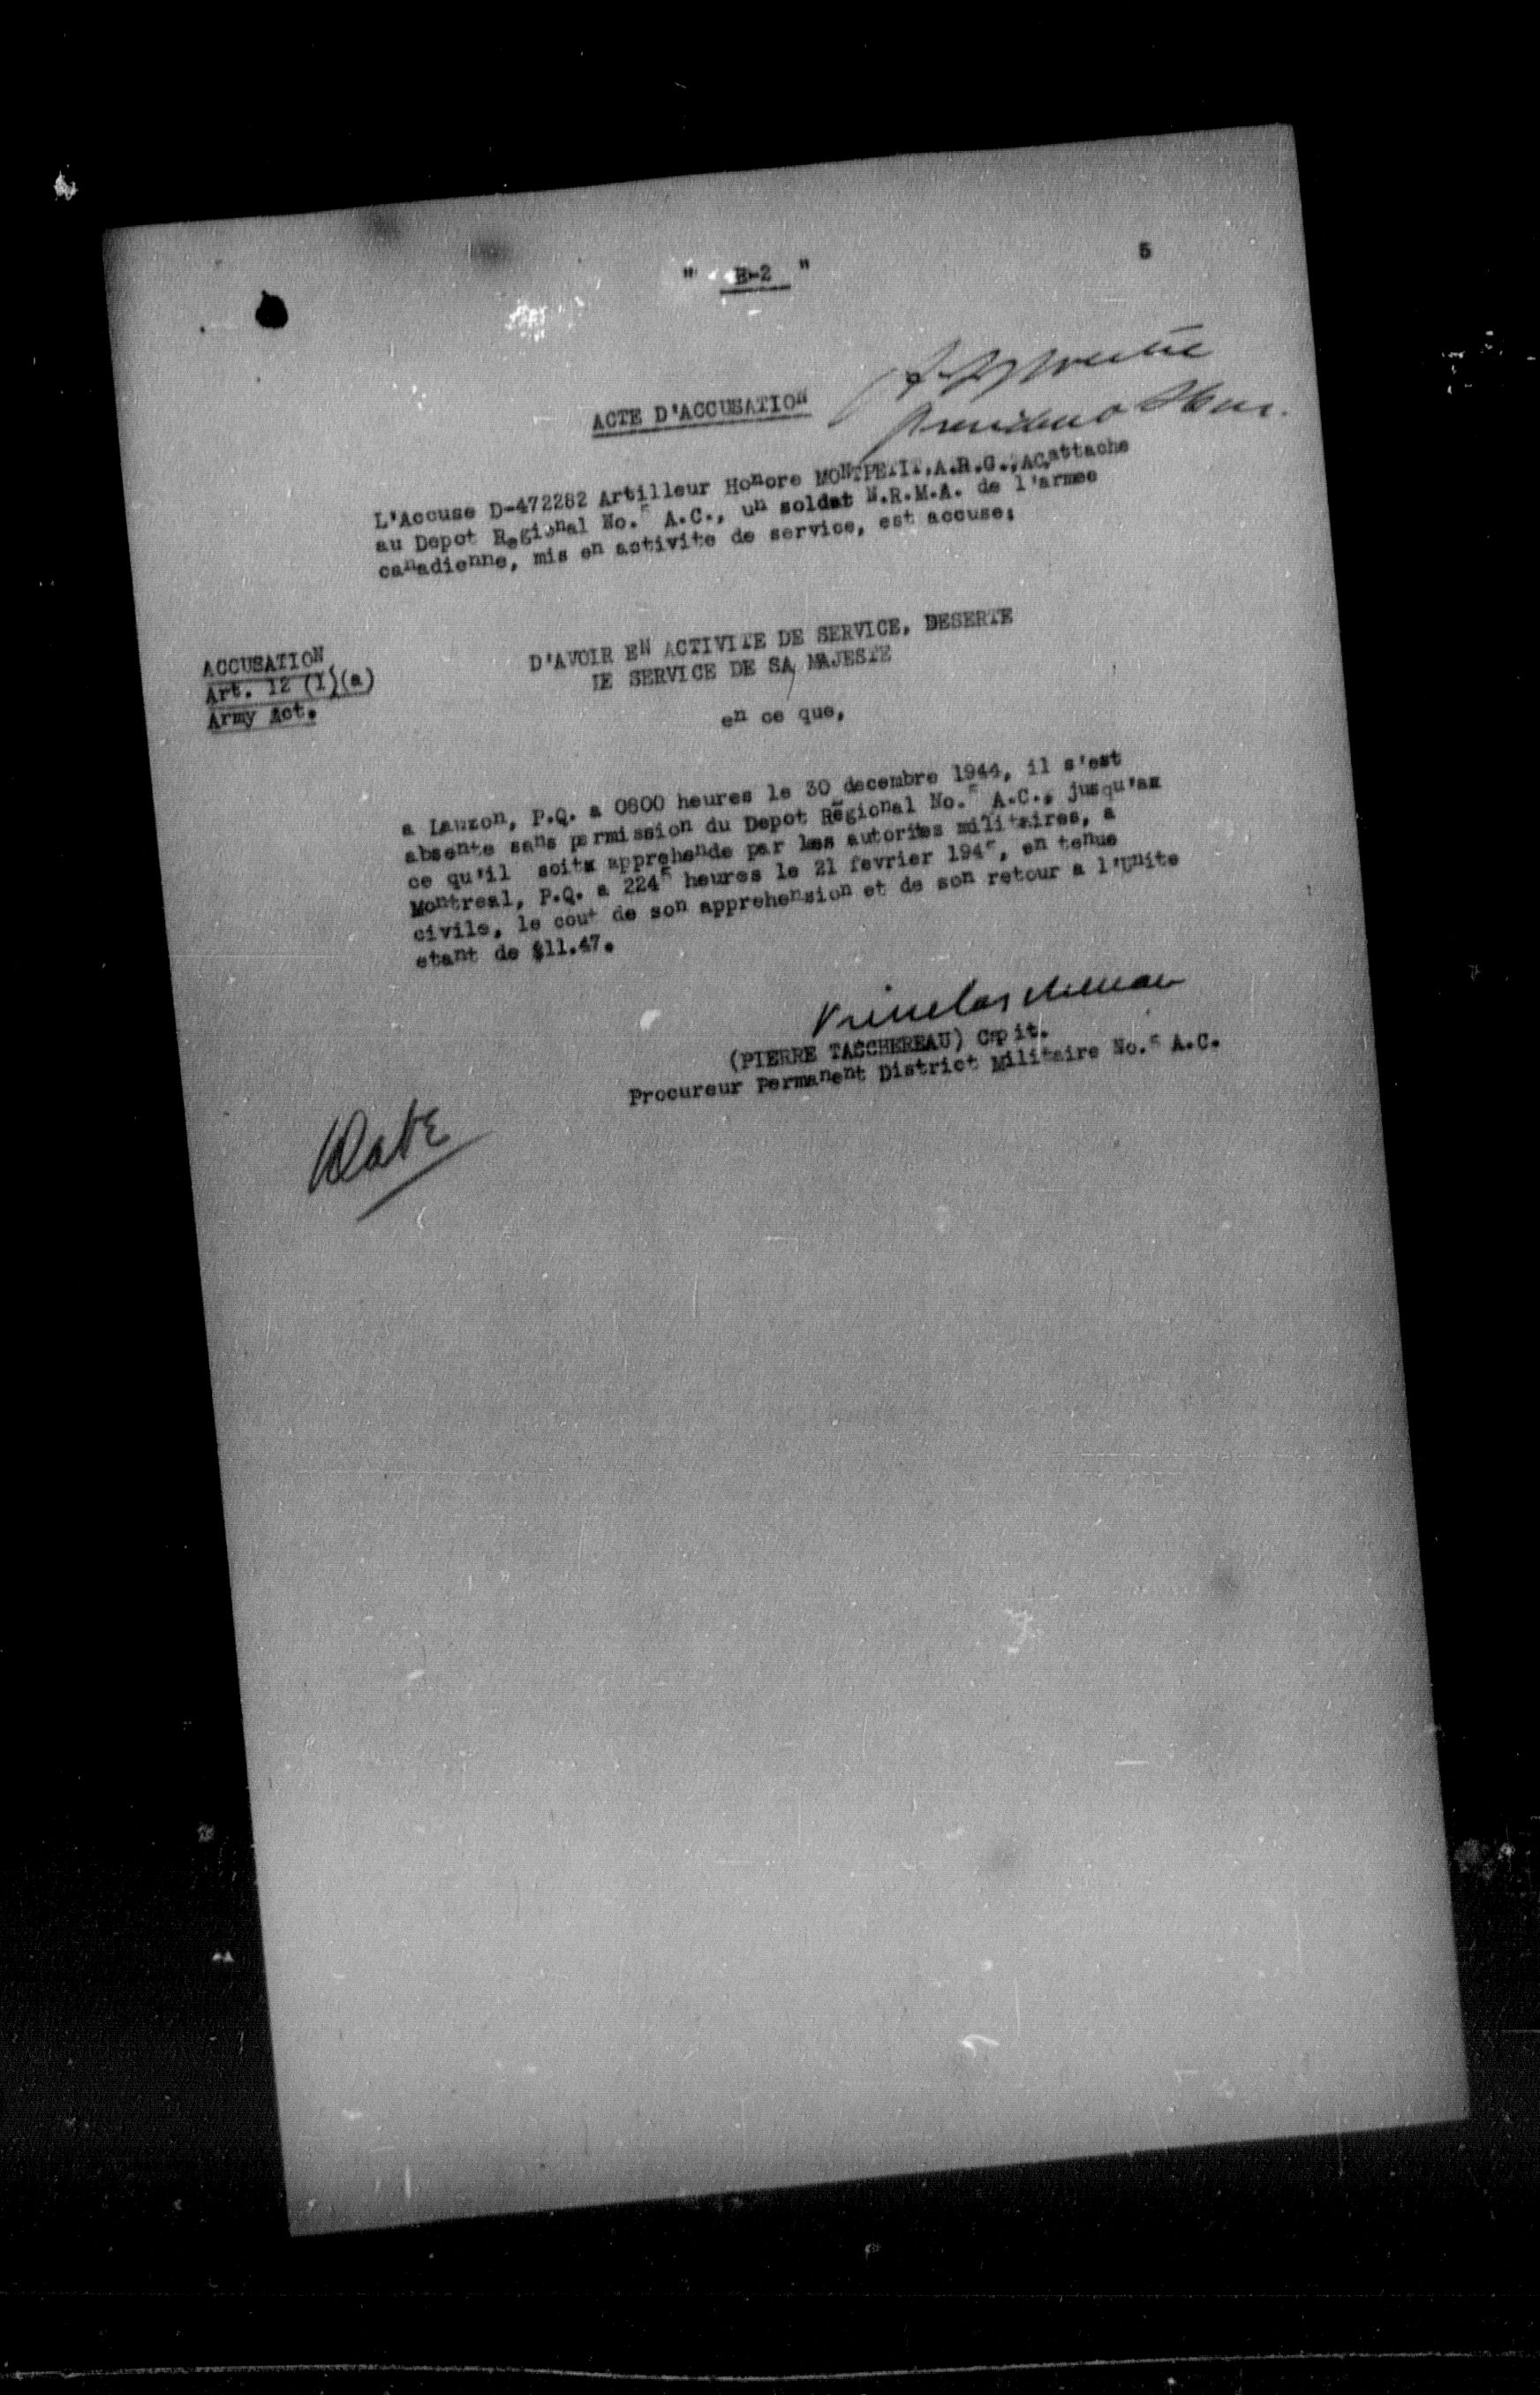 5
" B-2 "
ACTE D'ACCUSATION
L'Accuse D-472282 Artilleur Honore MONTPETIT, A.R.G., AC, attache
au Depot Regional No.5 A.C., un soldat N.R.M.A. de l'armee
canadienne, mis en activite de service, est accuse:
ACCUSATION
Art. 12 (1)(a)
Army Act.
D'AVOIR EN ACTIVITE DE SERVICE, DESERTE
LE SERVICE DE SA MAJESTE
en ce que,
a Lauzon, P.Q. a 0800 heures le 30 decembre 1944, il s'est
absente sans permission du Depot Régional No.5 A.C., jusqu'a
ce qu'il soit apprehende par les autorites militaires, a
Montreal, P.Q. a 2245 heures le 21 fevrier 1945, en tenue
civile, le cout de son apprehension et de son retour a l'Unite
etant de $11.47.
(PIERRE TASCHEREAU) Capit.
Procureur Permanent District Militaire No.5 A.C.
Date